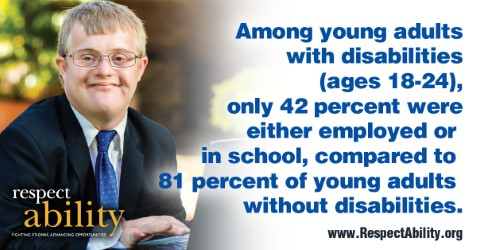 Among young adults
with disabilities
(ages 18-24),
only 42 percent were
either employed or
in school, compared to
81 percent of young adults
without disabilities.
www.RespectAbility.org
respect
ability
FIGHTING STIGMAS. ADVANCING OPPORTUNITIES.